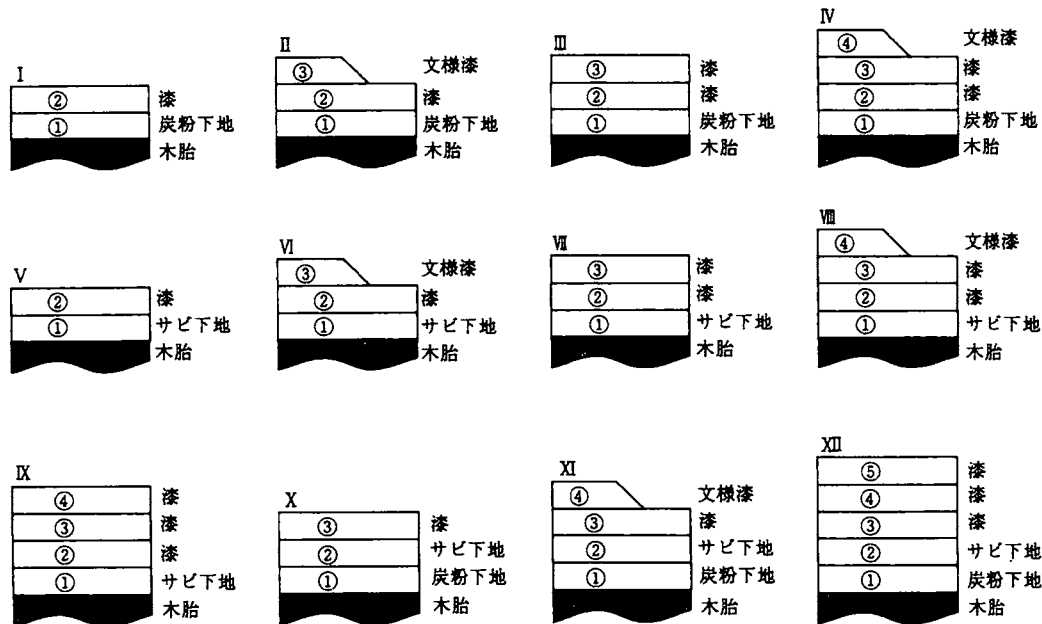 Ⅰ
② 漆
① 炭粉下地
木胎
Ⅱ
③ 文様漆
② 漆
① 炭粉下地
木胎
Ⅲ
③ 漆
② 漆
① 炭粉下地
木胎
Ⅳ
④ 文様漆
③ 漆
② 漆
① 炭粉下地
木胎
Ⅴ
② 漆
① サビ下地
木胎
Ⅵ
③ 文様漆
② 漆
① サビ下地
木胎
Ⅶ
③ 漆
② 漆
① サビ下地
木胎
Ⅷ
④ 文様漆
③ 漆
② 漆
① サビ下地
木胎
Ⅸ
④ 漆
③ 漆
② 漆
① サビ下地
木胎
Ⅹ
③ 漆
② サビ下地
① 炭粉下地
木胎
Ⅺ
④ 文様漆
③ 漆
② サビ下地
① 炭粉下地
木胎
Ⅻ
⑤ 漆
④ 漆
③ 漆
② サビ下地
① 炭粉下地
木胎